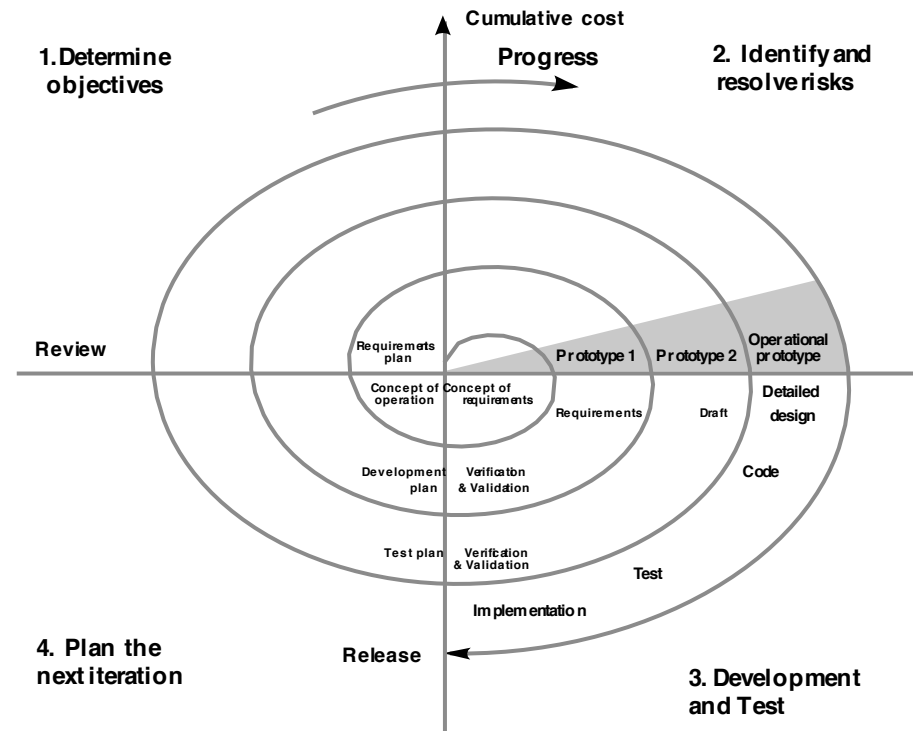 Cumulative cost
1.Determine
objectives
Progress
2. Identify and
resolve risks
Review
Requirements
plan
Prototype 1
Prototype 2
Operational
prototype
Concept of
operation
Concept of
requirements
Requirements
Draft
Detailed
design
Development
plan
Verification
& Validation
Code
Test plan
Verification
& Validation
Test
Implementation
4. Plan the
next iteration
Release
3. Development
and Test